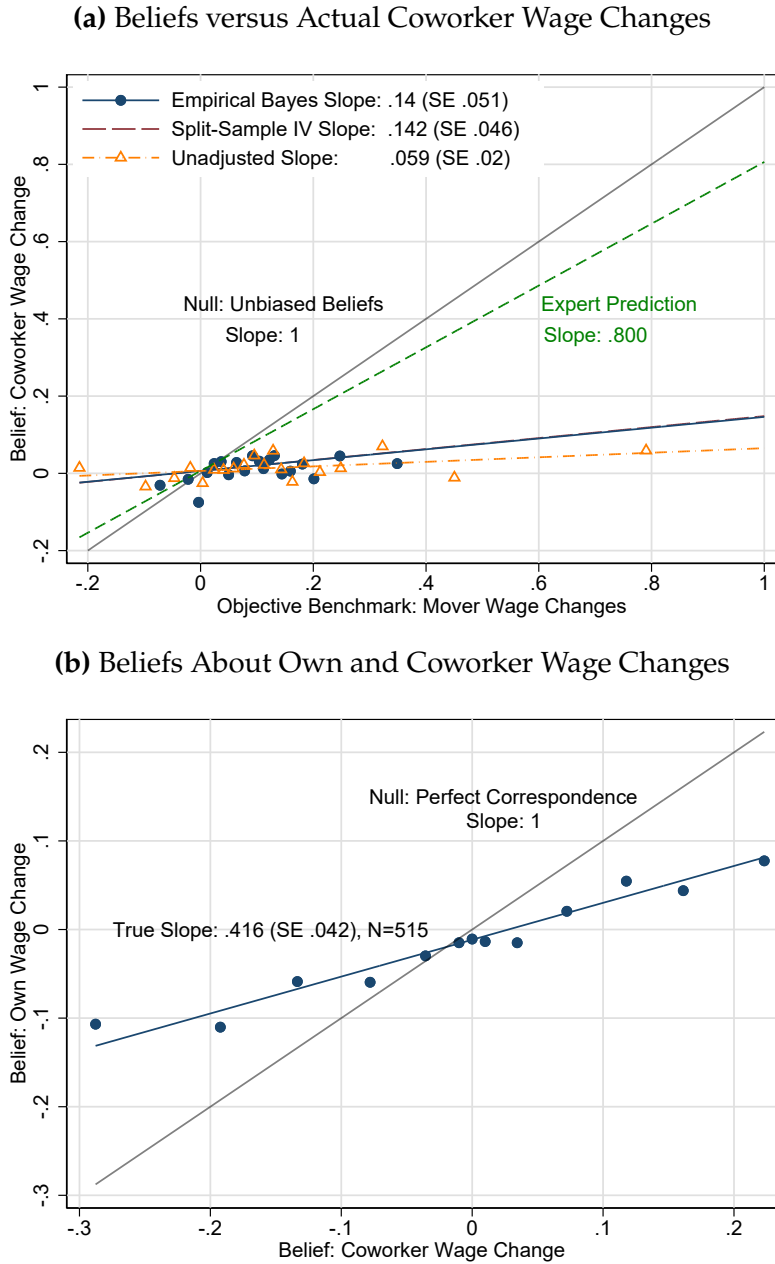 (a) Beliefs versus Actual Coworker Wage Changes
Empirical Bayes Slope: .14 (SE .051)
Split-Sample IV Slope: .142 (SE .046)
Unadjusted Slope: .059 (SE .02)
Null: Unbiased Beliefs
Slope: 1
Expert Prediction
Slope: .800
Belief: Coworker Wage Change
1
.8
.6
.4
.2
0
-.2
-.2 0 .2 .4 .6 .8 1
Objective Benchmark: Mover Wage Changes
(b) Beliefs About Own and Coworker Wage Changes
Null: Perfect Correspondence
Slope: 1
True Slope: .416 (SE .042), N=515
Belief: Own Wage Change
.2
.1
0
-.1
-.2
-.3
-.3 -.2 -.1 0 .1 .2
Belief: Coworker Wage Change